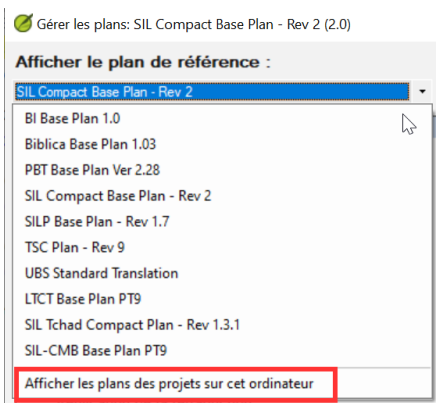 Gérer les plans: SIL Compact Base Plan - Rev 2 (2.0)
Afficher le plan de référence :
SIL Compact Base Plan - Rev 2
BI Base Plan 1.0
Biblica Base Plan 1.03
PBT Base Plan Ver 2.28
SIL Compact Base Plan - Rev 2
SILP Base Plan - Rev 1.7
TSC Plan - Rev 9
UBS Standard Translation
LTCT Base Plan PT9
SIL Tchad Compact Plan - Rev 1.3.1
SIL-CMB Base Plan PT9
Afficher les plans des projets sur cet ordinateur